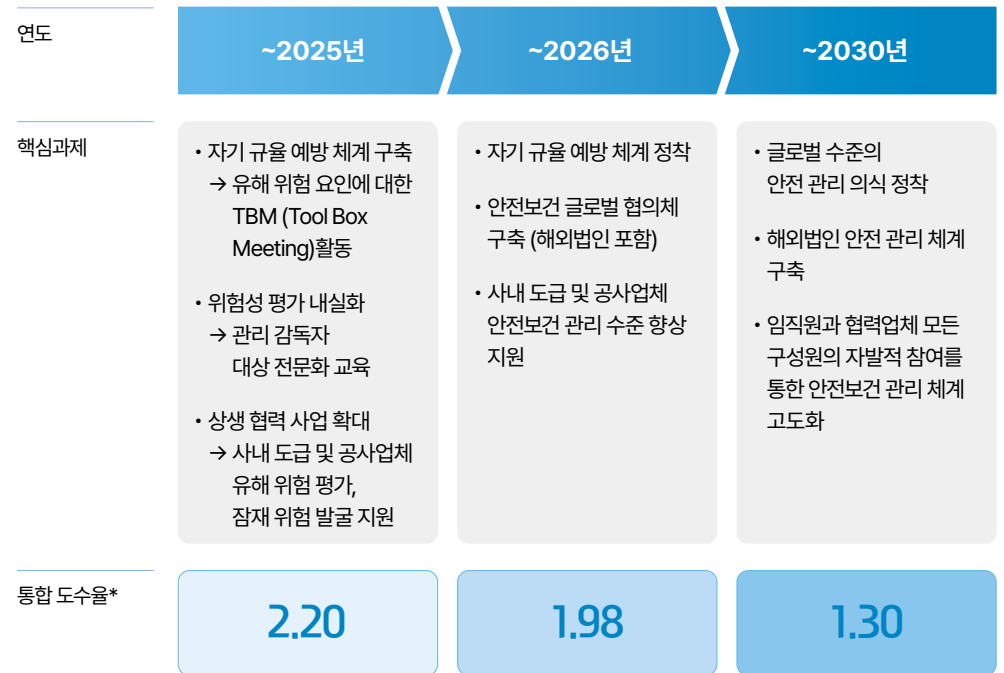 연도
~2025년
~2026년
~2030년
핵심과제
• 자기 규율 예방 체계 구축
→ 유해 위험 요인에 대한
TBM (Tool Box
Meeting)활동
• 위험성 평가 내실화
→ 관리 감독자
대상 전문화 교육
• 상생 협력 사업 확대
→ 사내 도급 및 공사업체
유해 위험 평가,
잠재 위험 발굴 지원
• 자기 규율 예방 체계 정착
• 안전보건 글로벌 협의체
구축 (해외법인 포함)
• 사내 도급 및 공사업체
안전보건 관리 수준 향상
지원
• 글로벌 수준의
안전 관리 의식 정착
• 해외법인 안전 관리 체계
구축
• 임직원과 협력업체 모든
구성원의 자발적 참여를
통한 안전보건 관리 체계
고도화
통합 도수율*
2.20
1.98
1.30